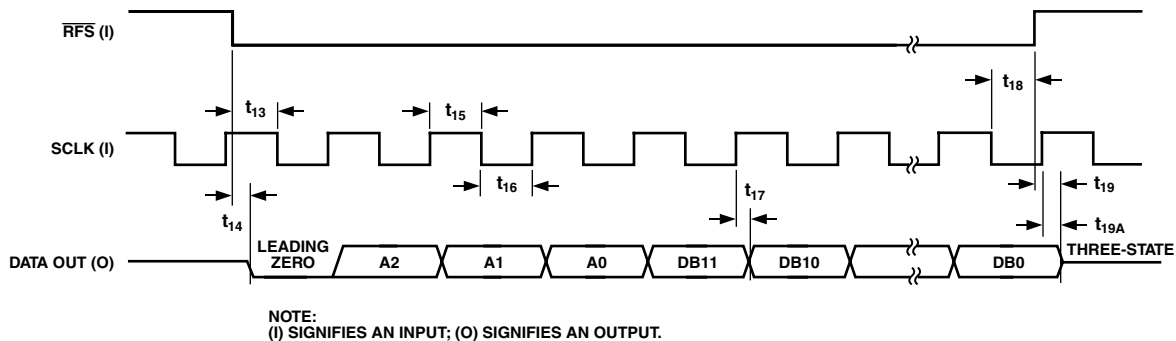 RFS (I)
t18
t13
t15
SCLK (I)
t16
t17
t19
t14
t19A
LEADING
ZERO
A2
A1
A0
DB11
DB10
DB0
THREE-STATE
DATA OUT (O)
NOTE:
(I) SIGNIFIES AN INPUT; (O) SIGNIFIES AN OUTPUT.